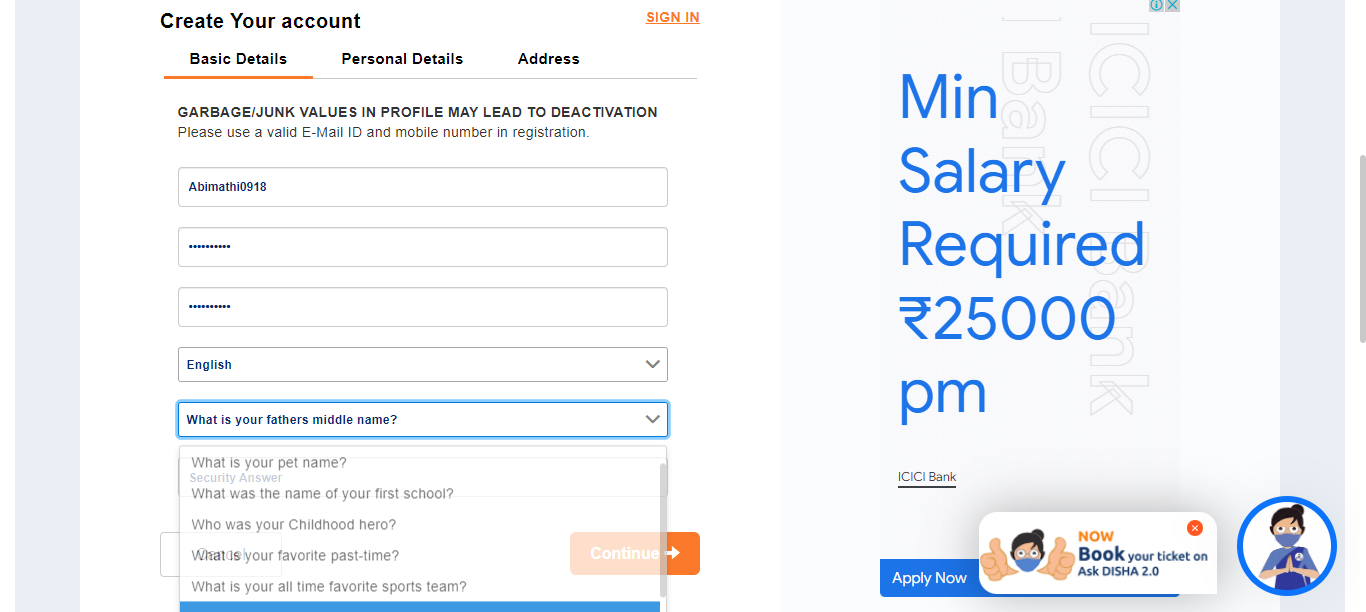 Create Your account
SIGN IN
Basic Details
Personal Details
Address
GARBAGE/JUNK VALUES IN PROFILE MAY LEAD TO DEACTIVATION
Please use a valid E-Mail ID and mobile number in registration.
Abimathi0918
••••••••••
••••••••••
English
What is your fathers middle name?
What is your pet name?
Security Answer
What was the name of your first school?
Who was your Childhood hero?
Cancel
What is your favorite past-time?
Continue
What is your all time favorite sports team?
ICICI Bank
Min
Salary
Required
₹25000
pm
ICICI Bank
Apply Now
NOW
Book your ticket on
Ask DISHA 2.0